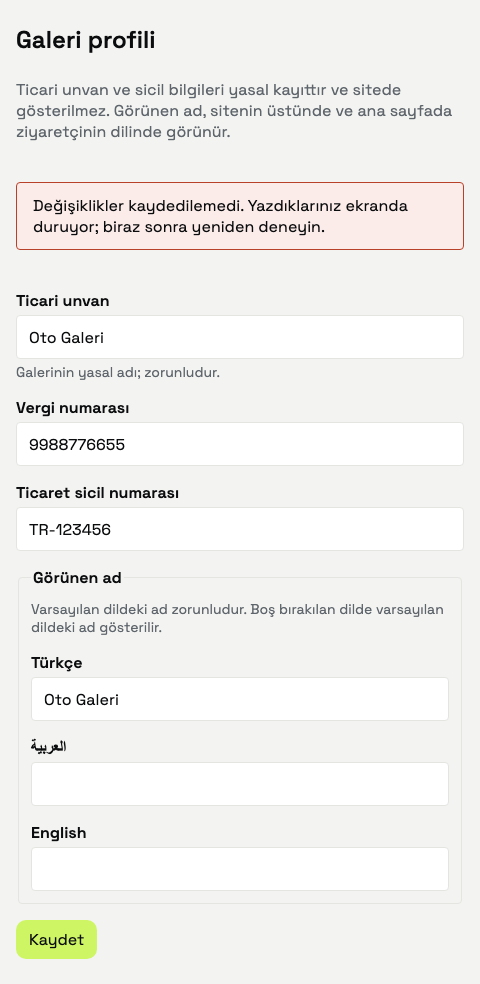 Galeri profili
Ticari unvan ve sicil bilgileri yasal kayıttır ve sitede
gösterilmez. Görünen ad, sitenin üstünde ve ana sayfada
ziyaretçinin dilinde görünür.
Değişiklikler kaydedilemedi. Yazdıklarınız ekranda
duruyor; biraz sonra yeniden deneyin.
Ticari unvan
Oto Galeri
Galerinin yasal adı; zorunludur.
Vergi numarası
9988776655
Ticaret sicil numarası
TR-123456
Görünen ad
Varsayılan dildeki ad zorunludur. Boş bırakılan dilde varsayılan
dildeki ad gösterilir.
Türkçe
Oto Galeri
العربية
English
Kaydet